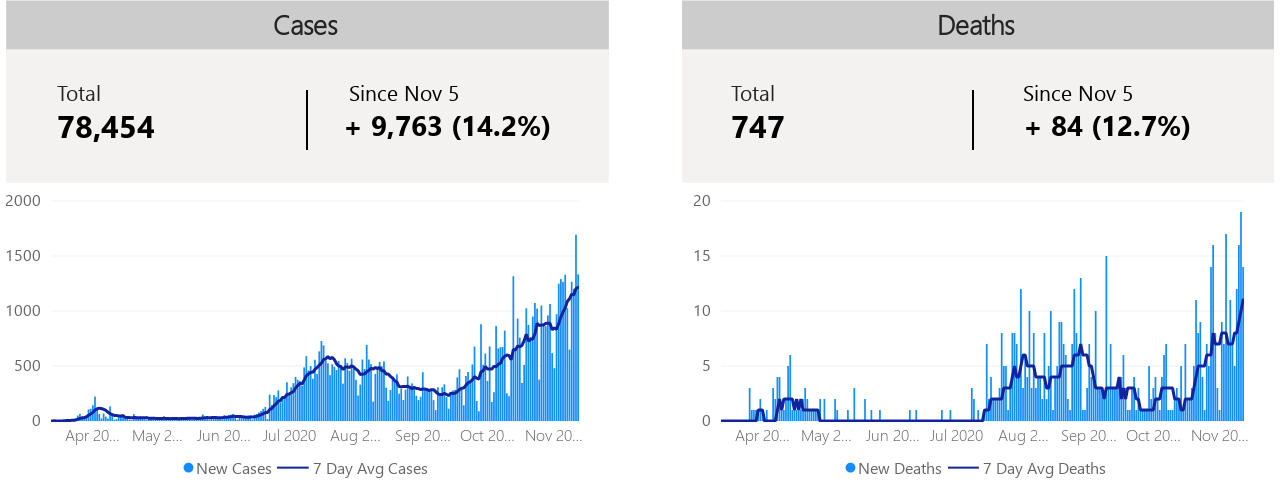 Cases
Total
Since Nov 5
78,454
+ 9,763 (14.2%)
2000
1500
1000
500
0
Apr 20... May 2... Jun 20... Jul 2020 Aug 2... Sep 20... Oct 20... Nov 20...
New Cases 7 Day Avg Cases
Deaths
Total
Since Nov 5
747
+ 84 (12.7%)
20
15
10
5
0
Apr 20... May 2... Jun 20... Jul 2020 Aug 2... Sep 20... Oct 20... Nov 20...
New Deaths 7 Day Avg Deaths